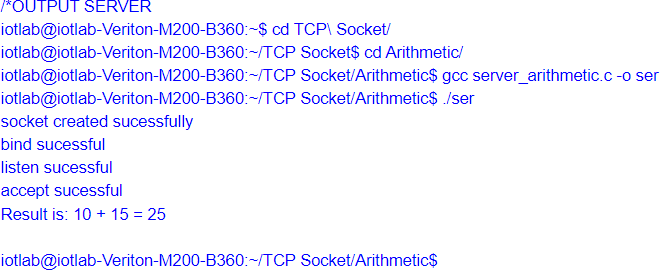 /*OUTPUT SERVER
iotlab@iotlab-Veriton-M200-B360:~$ cd TCP\ Socket/
iotlab@iotlab-Veriton-M200-B360:~/TCP Socket$ cd Arithmetic/
iotlab@iotlab-Veriton-M200-B360:~/TCP Socket/Arithmetic$ gcc server_arithmetic.c -o ser
iotlab@iotlab-Veriton-M200-B360:~/TCP Socket/Arithmetic$ ./ser
socket created sucessfully
bind sucessful
listen sucessful
accept sucessful
Result is: 10 + 15 = 25
iotlab@iotlab-Veriton-M200-B360:~/TCP Socket/Arithmetic$